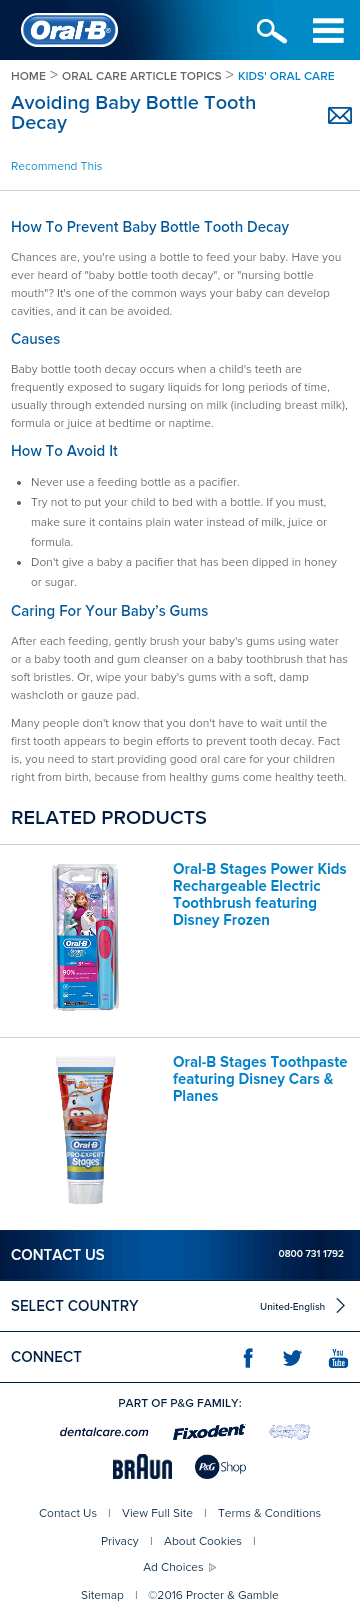 Oral-B
HOME > ORAL CARE ARTICLE TOPICS > KIDS' ORAL CARE
Avoiding Baby Bottle Tooth
Decay
Recommend This
How To Prevent Baby Bottle Tooth Decay
Chances are, you're using a bottle to feed your baby. Have you
ever heard of "baby bottle tooth decay", or "nursing bottle
mouth"? It's one of the common ways your baby can develop
cavities, and it can be avoided.
Causes
Baby bottle tooth decay occurs when a child's teeth are
frequently exposed to sugary liquids for long periods of time,
usually through extended nursing on milk (including breast milk),
formula or juice at bedtime or naptime.
How To Avoid It
• Never use a feeding bottle as a pacifier.
• Try not to put your child to bed with a bottle. If you must,
make sure it contains plain water instead of milk, juice or
formula.
• Don't give a baby a pacifier that has been dipped in honey
or sugar.
Caring For Your Baby’s Gums
After each feeding, gently brush your baby's gums using water
or a baby tooth and gum cleanser on a baby toothbrush that has
soft bristles. Or, wipe your baby's gums with a soft, damp
washcloth or gauze pad.
Many people don't know that you don't have to wait until the
first tooth appears to begin efforts to prevent tooth decay. Fact
is, you need to start providing good oral care for your children
right from birth, because from healthy gums come healthy teeth.
RELATED PRODUCTS
Oral-B Stages Power Kids
Rechargeable Electric
Toothbrush featuring
Disney Frozen
Oral-B
Stages
90%
Oral-B Stages Toothpaste
featuring Disney Cars &
Planes
Oral-B
PRO-EXPERT
Stages
CONTACT US 0800 731 1792
SELECT COUNTRY United-English
CONNECT You Tube
PART OF P&G FAMILY:
dentalcare.com Fixodent
BRAUN P&G Shop
Contact Us | View Full Site | Terms & Conditions
Privacy | About Cookies |
Ad Choices
Sitemap | ©2016 Procter & Gamble